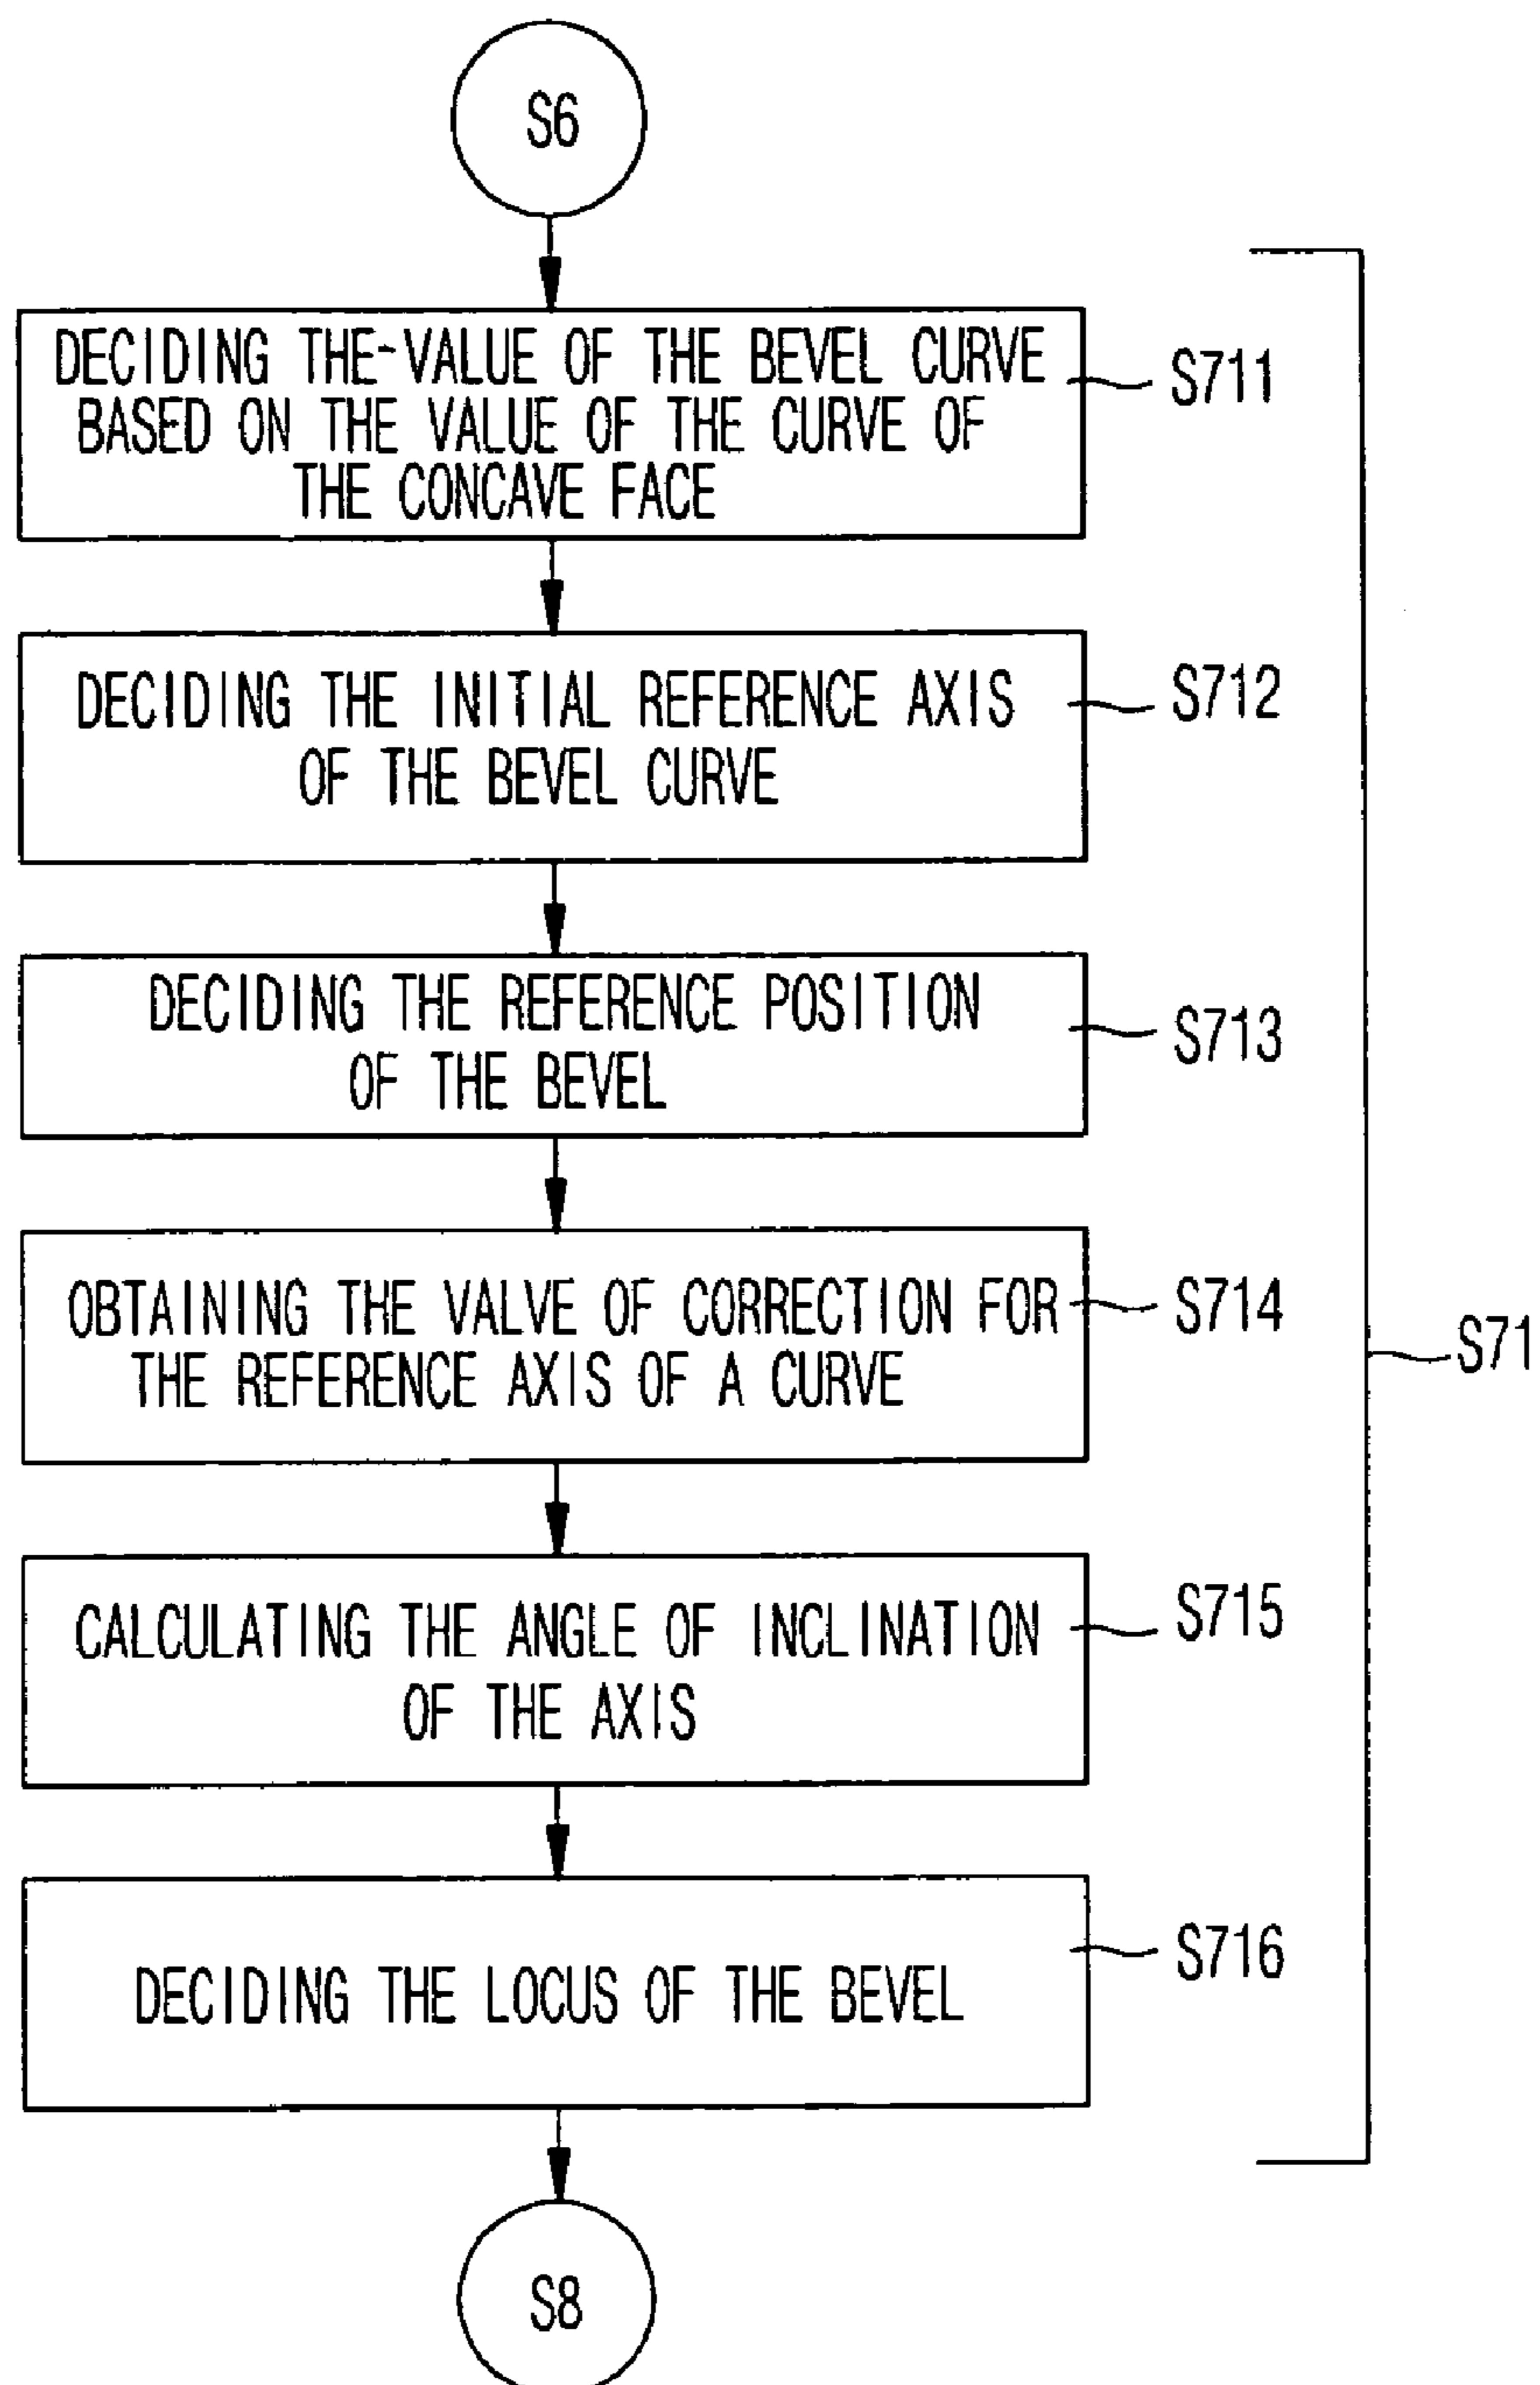 S6
DECIDING THE-VALUE OF THE BEVEL CURVE
BASED ON THE VALUE OF THE CURVE OF
THE CONCAVE FACE
S711
DECIDING THE INITIAL REFERENCE AXIS
OF THE BEVEL CURVE
S712
DECIDING THE REFERENCE POSITION
OF THE BEVEL
S713
OBTAINING THE VALVE OF CORRECTION FOR
THE REFERENCE AXIS OF A CURVE
S714
S71
CALCULATING THE ANGLE OF INCLINATION
OF THE AXIS
S715
DECIDING THE LOCUS OF THE BEVEL
S716
S8